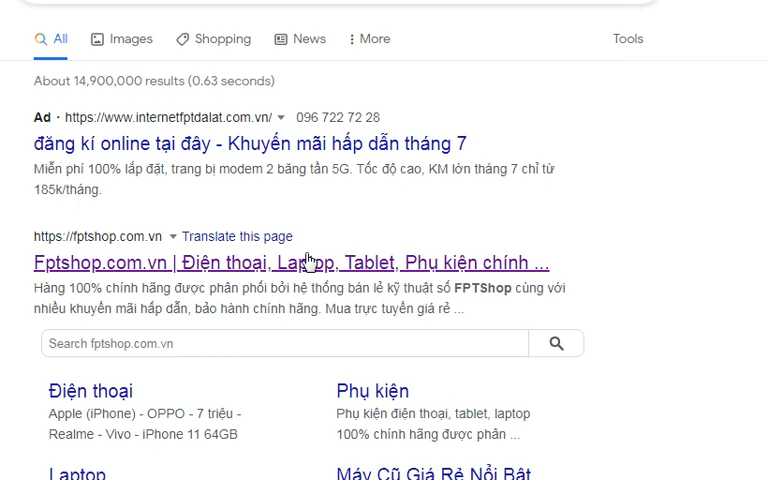 All Images Shopping News More Tools
About 14,900,000 results (0.63 seconds)
Ad · https://www.internetfptdalat.com.vn/ 096 722 72 28
đăng kí online tại đây - Khuyến mãi hấp dẫn tháng 7
Miễn phí 100% lắp đặt, trang bị modem 2 băng tần 5G. Tốc độ cao, KM lớn tháng 7 chỉ từ
185k/tháng.
https://fptshop.com.vn Translate this page
Fptshop.com.vn | Điện thoại, Laptop, Tablet, Phụ kiện chính ...
Hàng 100% chính hãng được phân phối bởi hệ thống bán lẻ kỹ thuật số FPTShop cùng với
nhiều khuyến mãi hấp dẫn, bảo hành chính hãng. Mua trực tuyến giá rẻ ...
Search fptshop.com.vn
Điện thoại
Apple (iPhone) - OPPO - 7 triệu -
Realme - Vivo - iPhone 11 64GB
Phụ kiện
Phụ kiện điện thoại, tablet, laptop
100% chính hãng được phân ...
Laptop
Máy Cũ Giá Rẻ Nổi Bật